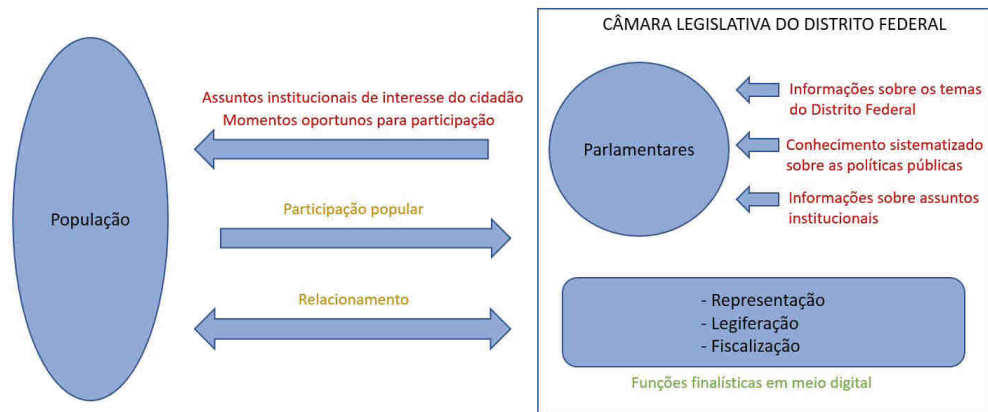 CÂMARA LEGISLATIVA DO DISTRITO FEDERAL
Assuntos institucionais de interesse do cidadão
Momentos oportunos para participação
População
Participação popular
Relacionamento
Parlamentares
Informações sobre os temas
do Distrito Federal
Conhecimento sistematizado
sobre as políticas públicas
Informações sobre assuntos
institucionais
- Representação
- Legiferação
- Fiscalização
Funções finalísticas em meio digital